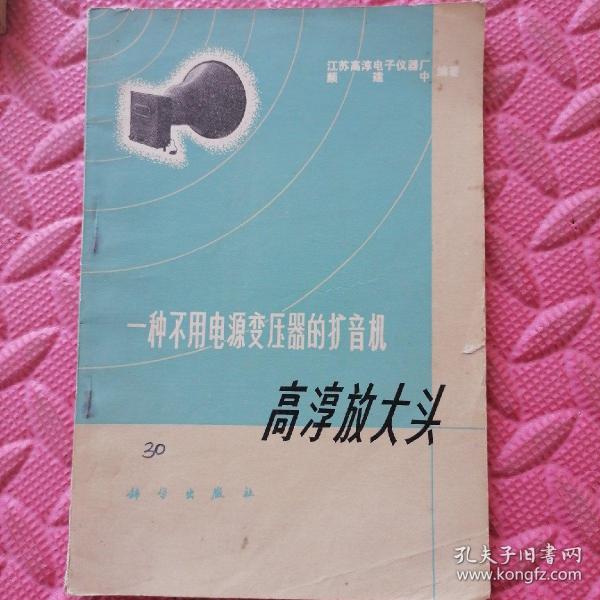 江苏高淳电子仪器厂
颜 建 中 编著
一种不用电源变压器的扩音机
高淳放大头
30
科学出版社
孔夫子旧书网
www.kongfz.com